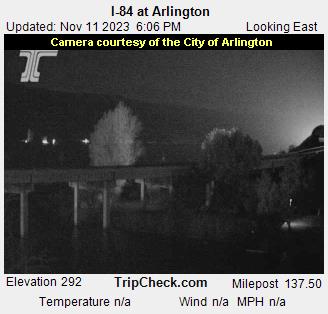 I-84 at Arlington
Updated: Nov 11 2023 6:06 PM Looking East
Camera courtesy of the City of Arlington
Elevation 292 TripCheck.com Milepost 137.50
Temperature n/a Wind n/a MPH n/a